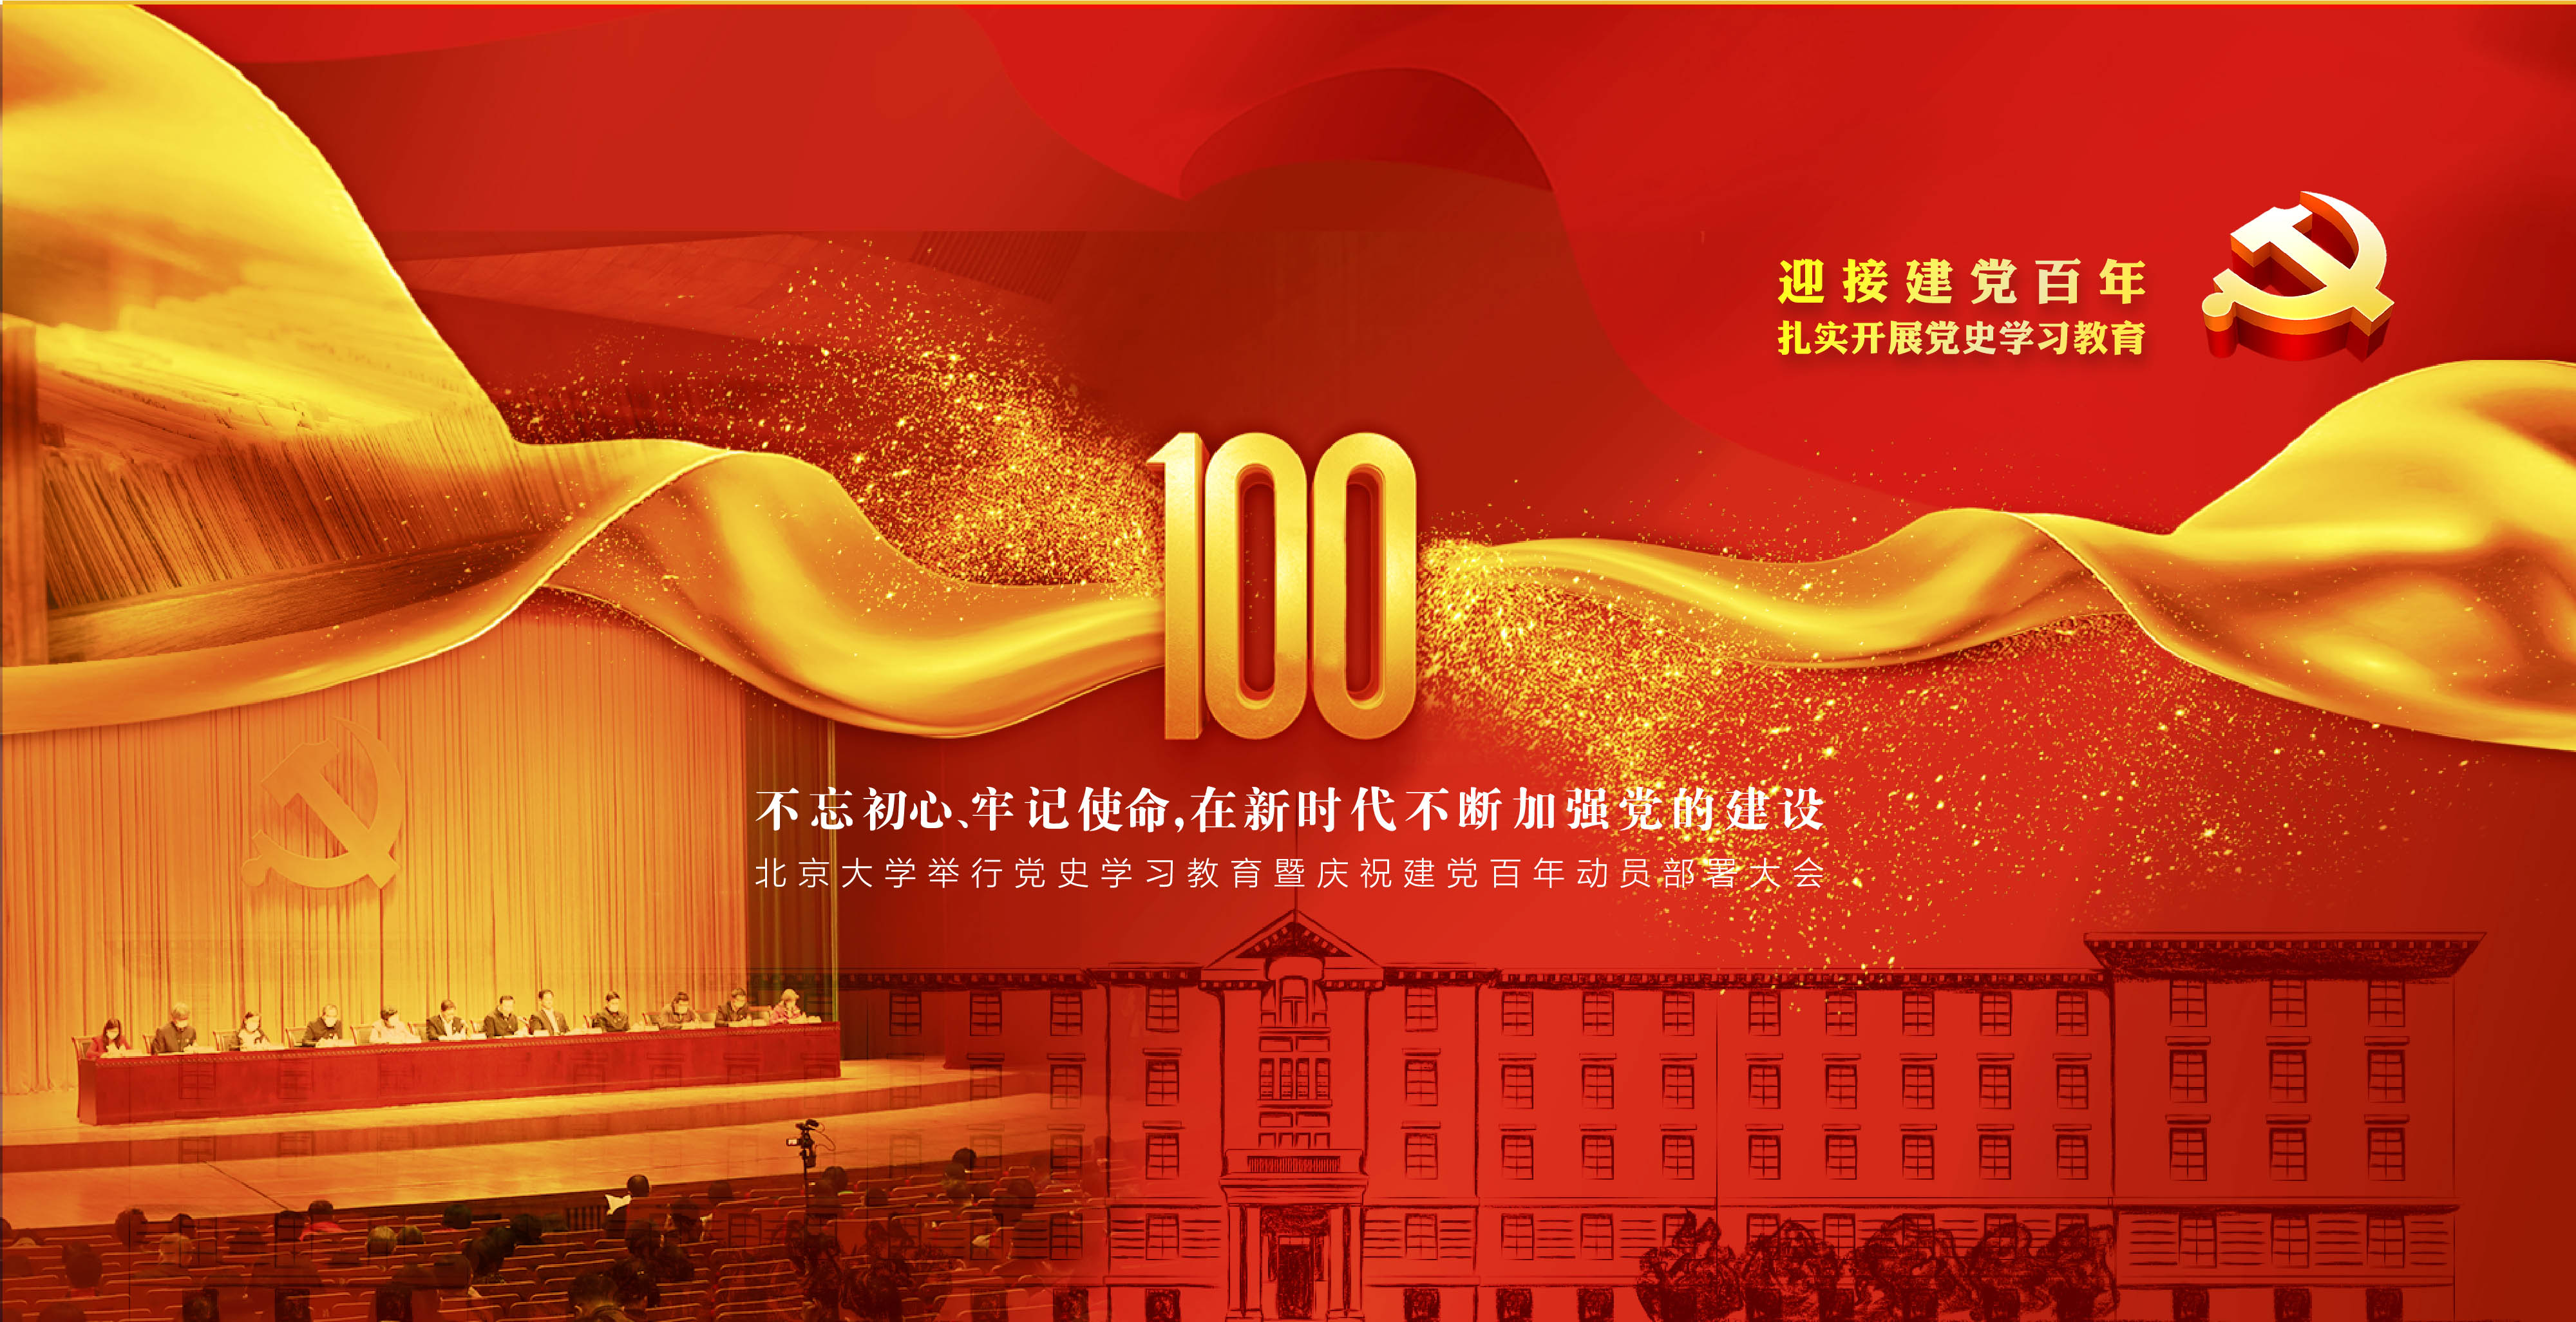 迎接建党百年
扎实开展党史学习教育
100
不忘初心、牢记使命，在新时代不断加强党的建设
北京大学举行党史学习教育暨庆祝建党百年动员部署大会